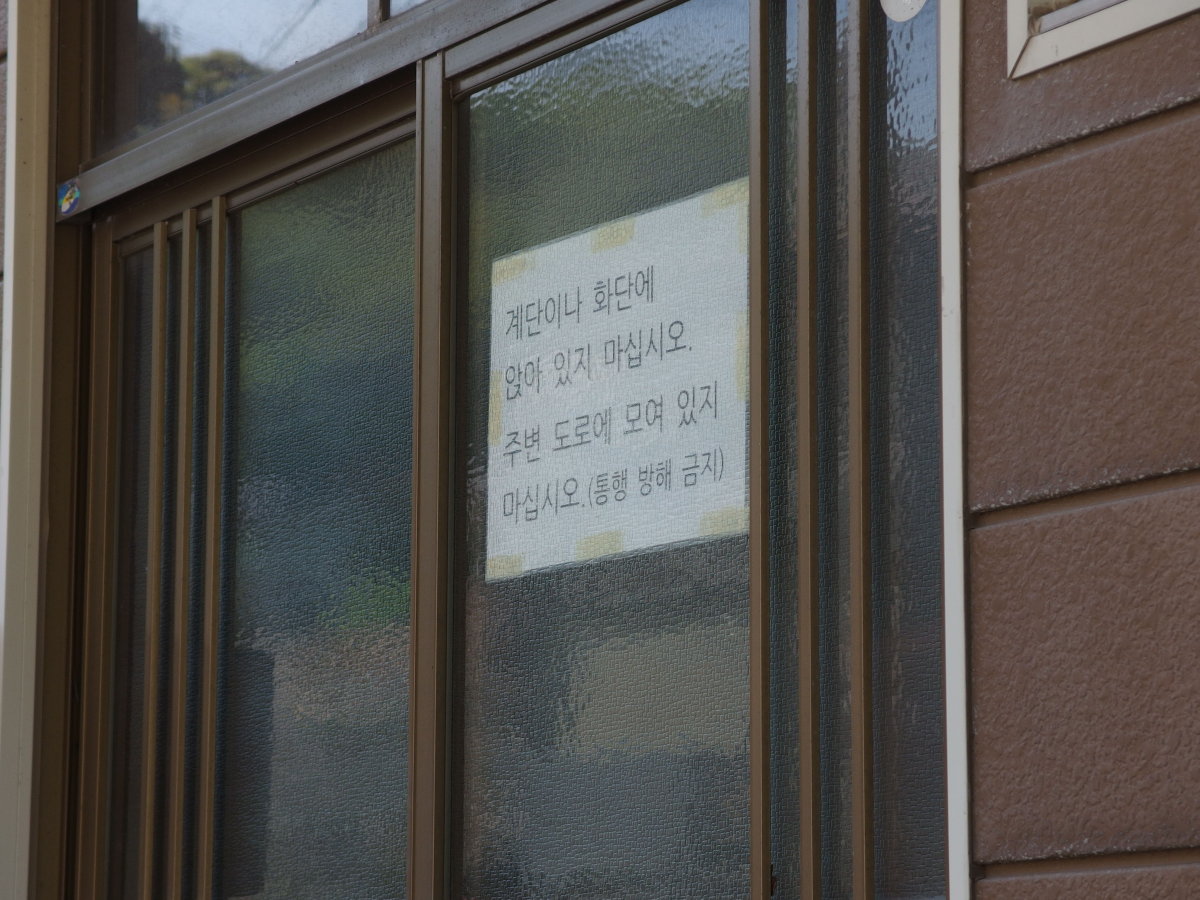 계단이나 화단에
앉아 있지 마십시오.
주변 도로에 모여 있지
마십시오.(통행 방해 금지)